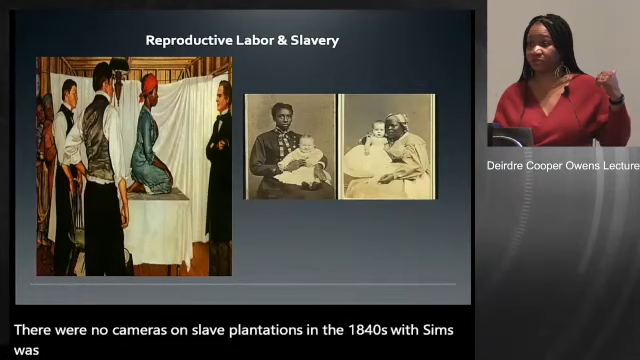 Reproductive Labor & Slavery
Deirdre Cooper Owens Lecture
There were no cameras on slave plantations in the 1840s with Sims
was